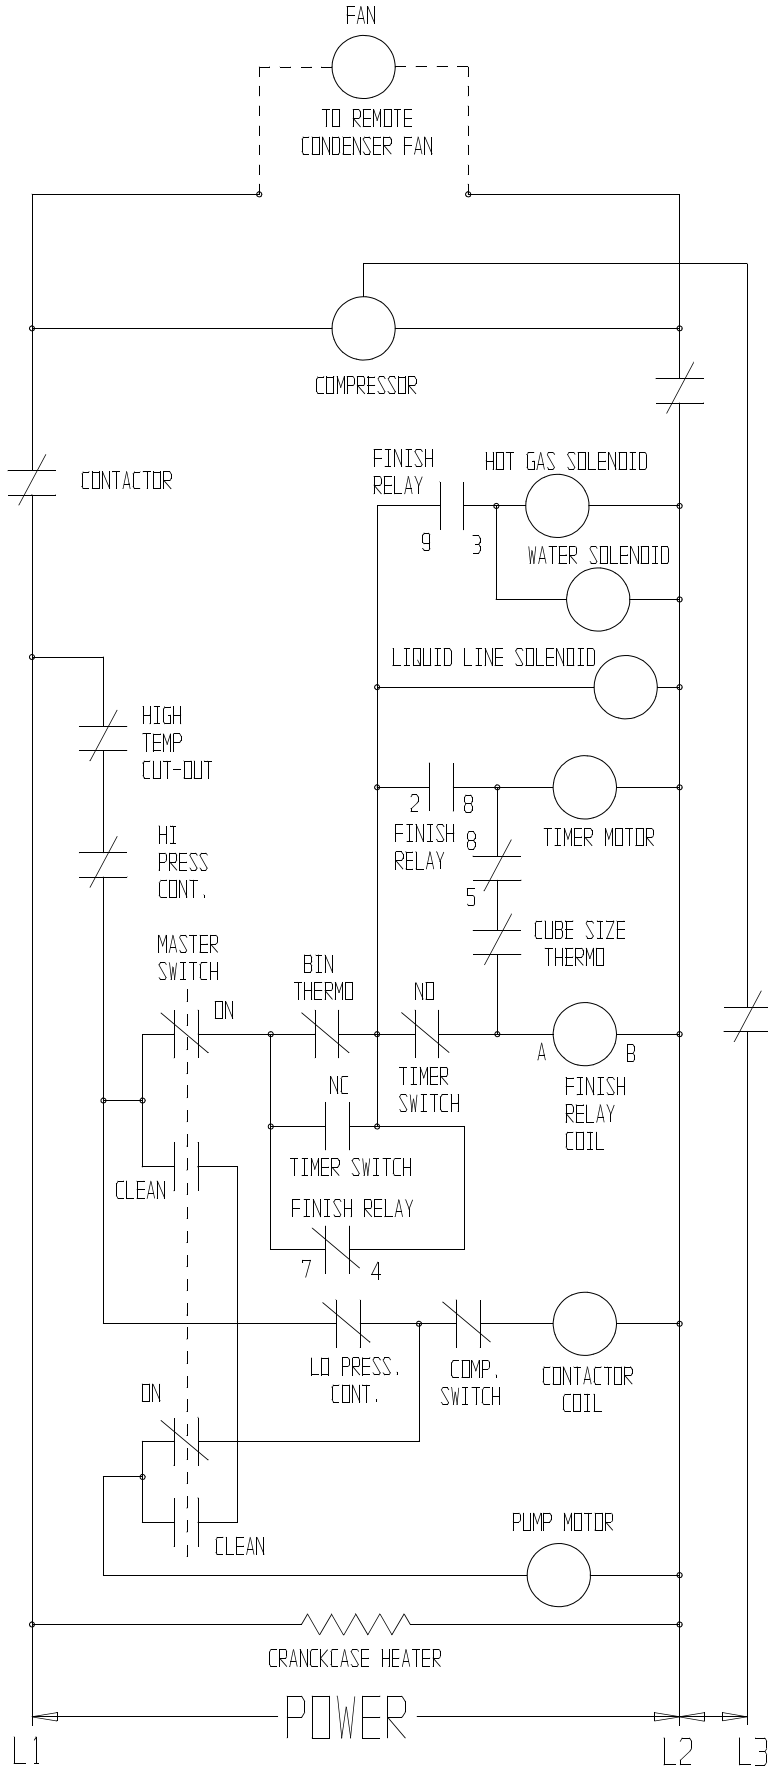 FAN
TO REMOTE
CONDENSER FAN
COMPRESSOR
CONTACTOR
FINISH
RELAY
9
3
HOT GAS SOLENOID
WATER SOLENOID
LIQUID LINE SOLENOID
HIGH
TEMP
CUT-OUT
2
8
FINISH
RELAY
TIMER MOTOR
HI
PRESS
CONT.
8
5
CUBE SIZE
THERMO
MASTER
SWITCH
ON
BIN
THERMO
NO
TIMER
SWITCH
A
B
FINISH
RELAY
COIL
NC
TIMER SWITCH
CLEAN
FINISH RELAY
7
4
LO PRESS.
CONT.
COMP.
SWITCH
CONTACTOR
COIL
ON
CLEAN
PUMP MOTOR
CRANCKCASE HEATER
POWER
L1
L2
L3